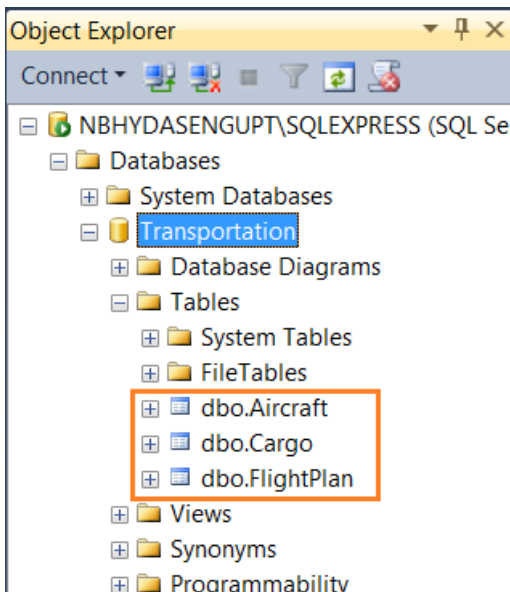 Object Explorer
Connect
NBHYDASENGUPT\SQLEXPRESS (SQL Se
Databases
System Databases
Transportation
Database Diagrams
Tables
System Tables
FileTables
dbo.Aircraft
dbo.Cargo
dbo.FlightPlan
Views
Synonyms
Programmability